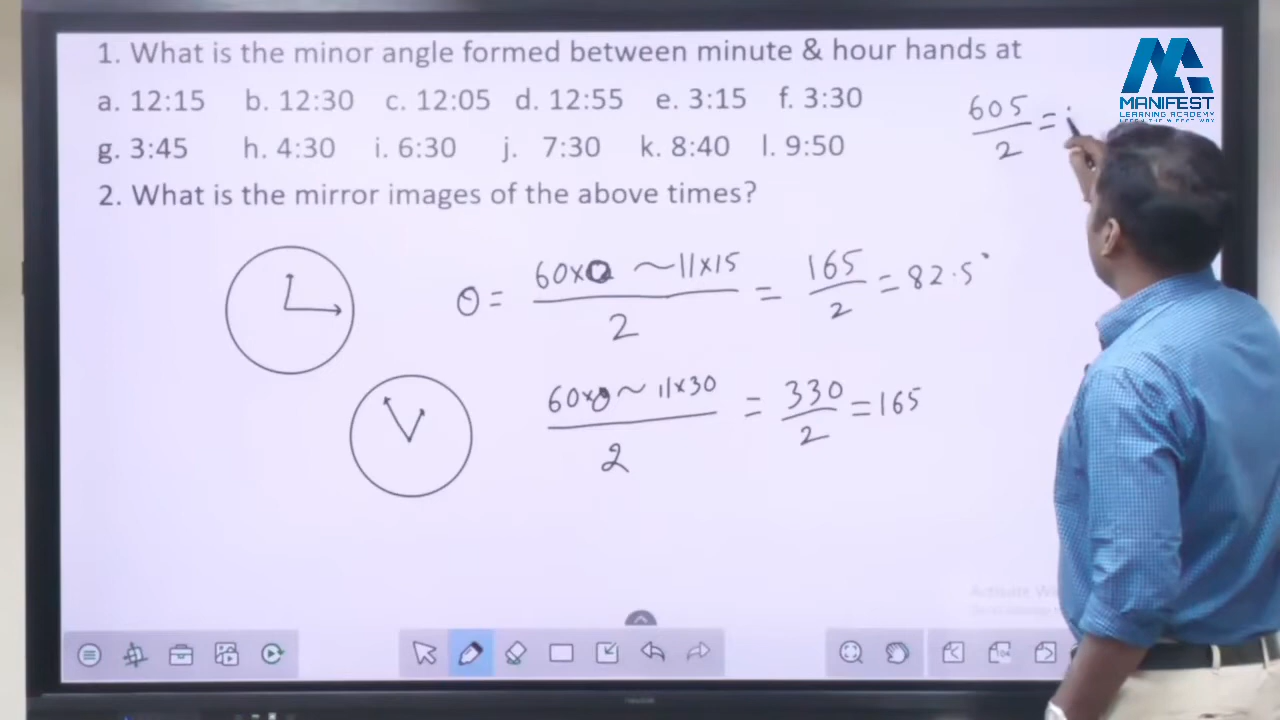 1. What is the minor angle formed between minute & hour hands at
a. 12:15 b. 12:30 c. 12:05 d. 12:55 e. 3:15 f. 3:30
g. 3:45 h. 4:30 i. 6:30 j. 7:30 k. 8:40 l. 9:50
2. What is the mirror images of the above times?
MANIFEST
LEARNING ACADEMY
605/2 =
θ = (60×0 ~ 11×15)/2 = 165/2 = 82.5°
(60×0 ~ 11×30)/2 = 330/2 = 165